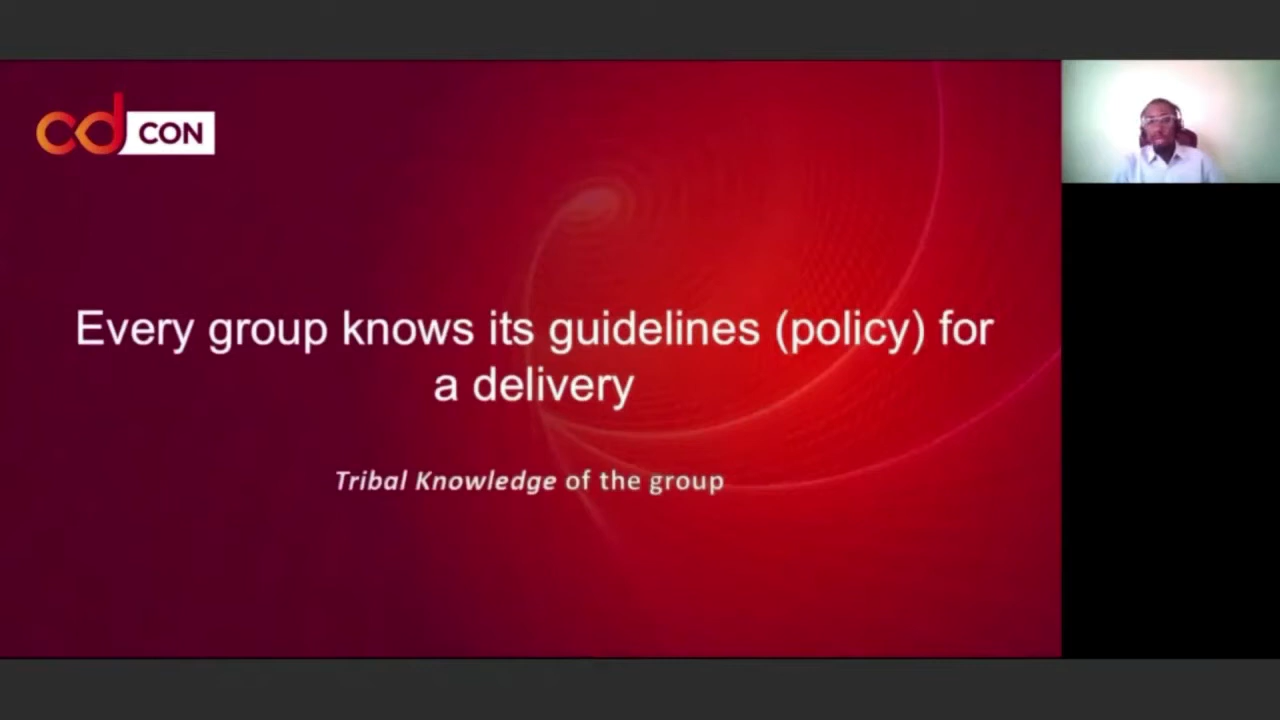 cd CON
Every group knows its guidelines (policy) for
a delivery
Tribal Knowledge of the group